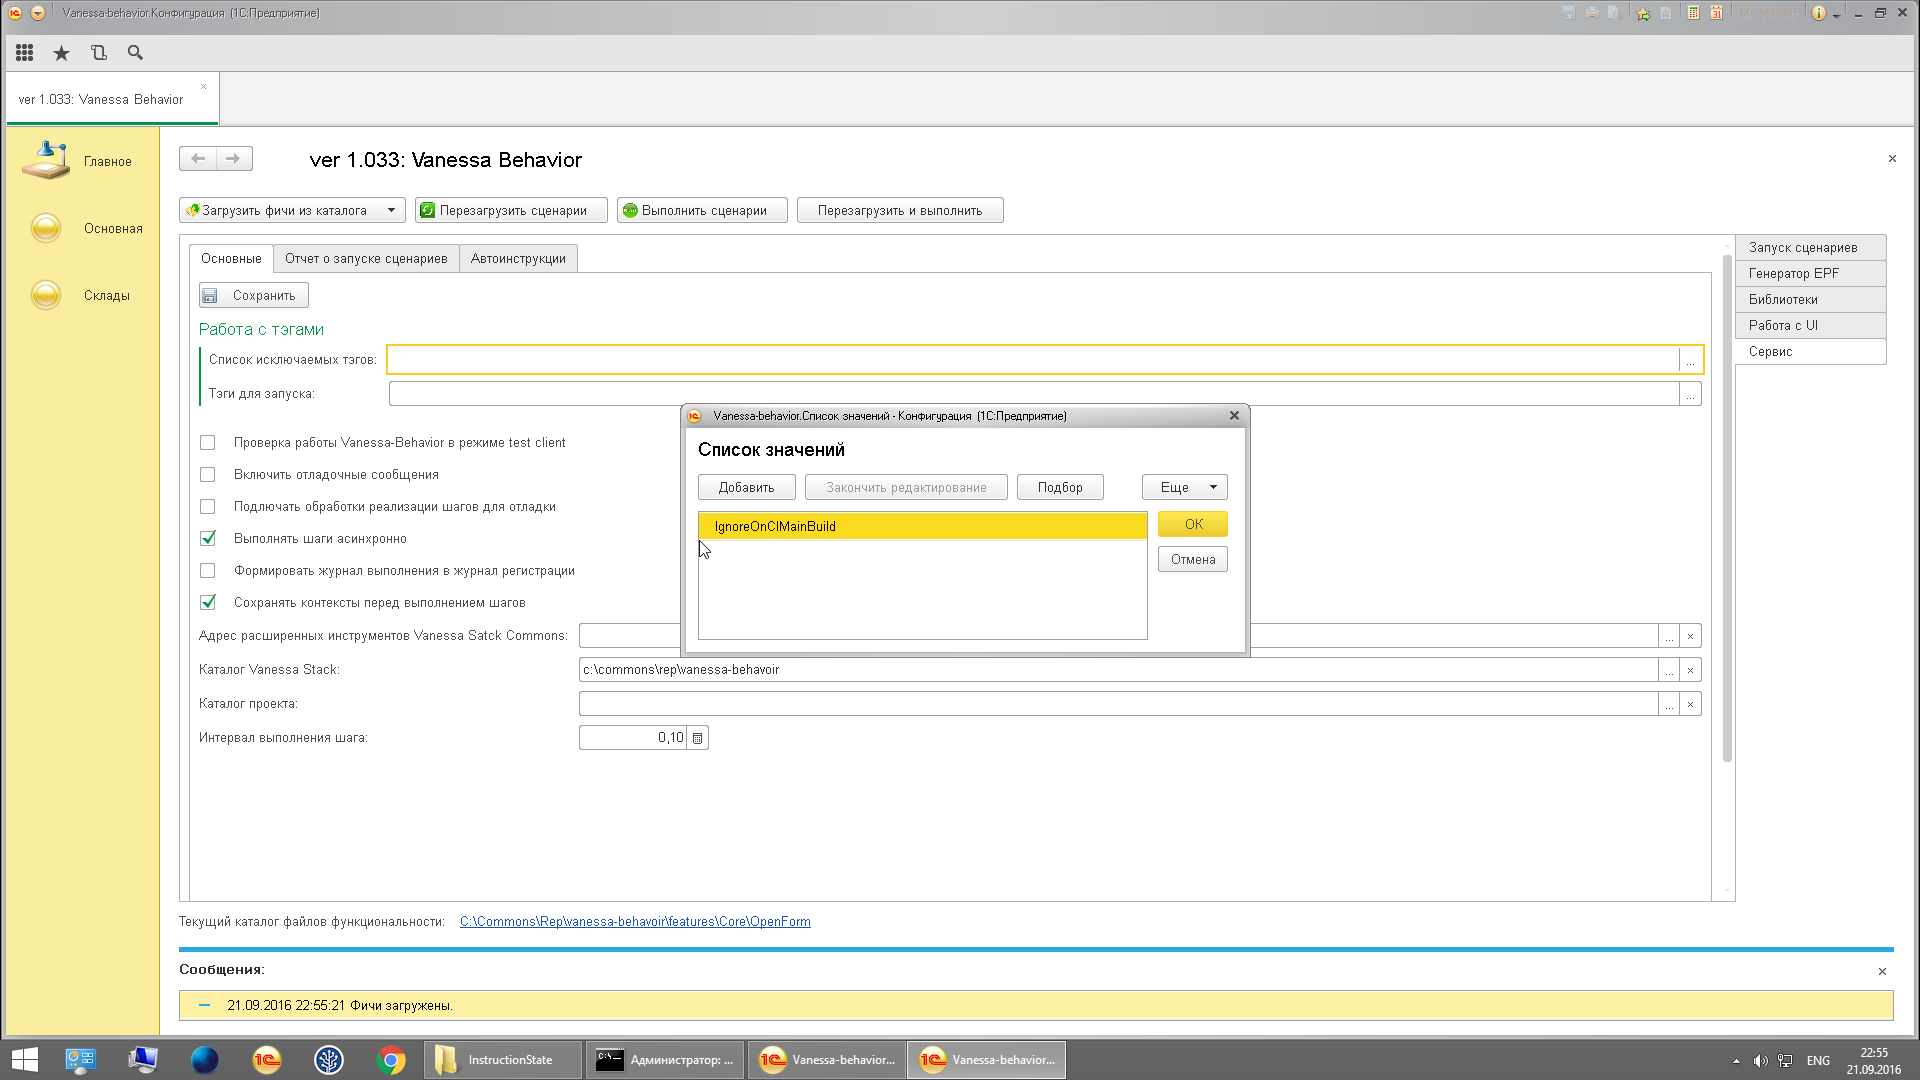 Vanessa-behavior.Конфигурация (1С:Предприятие)
ver 1.033: Vanessa Behavior
Главное
Основная
Склады
ver 1.033: Vanessa Behavior
Загрузить фичи из каталога
Перезагрузить сценарии
Выполнить сценарии
Перезагрузить и выполнить
Основные
Отчет о запуске сценариев
Автоинструкции
Запуск сценариев
Генератор EPF
Библиотеки
Работа с UI
Сервис
Сохранить
Работа с тэгами
Список исключаемых тэгов:
...
Тэги для запуска:
...
Проверка работы Vanessa-Behavior в режиме test client
Включить отладочные сообщения
Подлючать обработки реализации шагов для отладки
Выполнять шаги асинхронно
Формировать журнал выполнения в журнал регистрации
Сохранять контексты перед выполнением шагов
Адрес расширенных инструментов Vanessa Satck Commons:
...
Каталог Vanessa Stack:
c:\commons\rep\vanessa-behavoir
...
Каталог проекта:
...
Интервал выполнения шага:
0,10
Vanessa-behavior.Список значений - Конфигурация (1С:Предприятие)
Список значений
Добавить
Закончить редактирование
Подбор
Еще
IgnoreOnCIMainBuild
ОК
Отмена
Текущий каталог файлов функциональности:
C:\Commons\Rep\vanessa-behavoir\features\Core\OpenForm
Сообщения:
21.09.2016 22:55:21 Фичи загружены.
InstructionState
Администратор: ...
Vanessa-behavior...
Vanessa-behavior...
ENG
22:55
21.09.2016